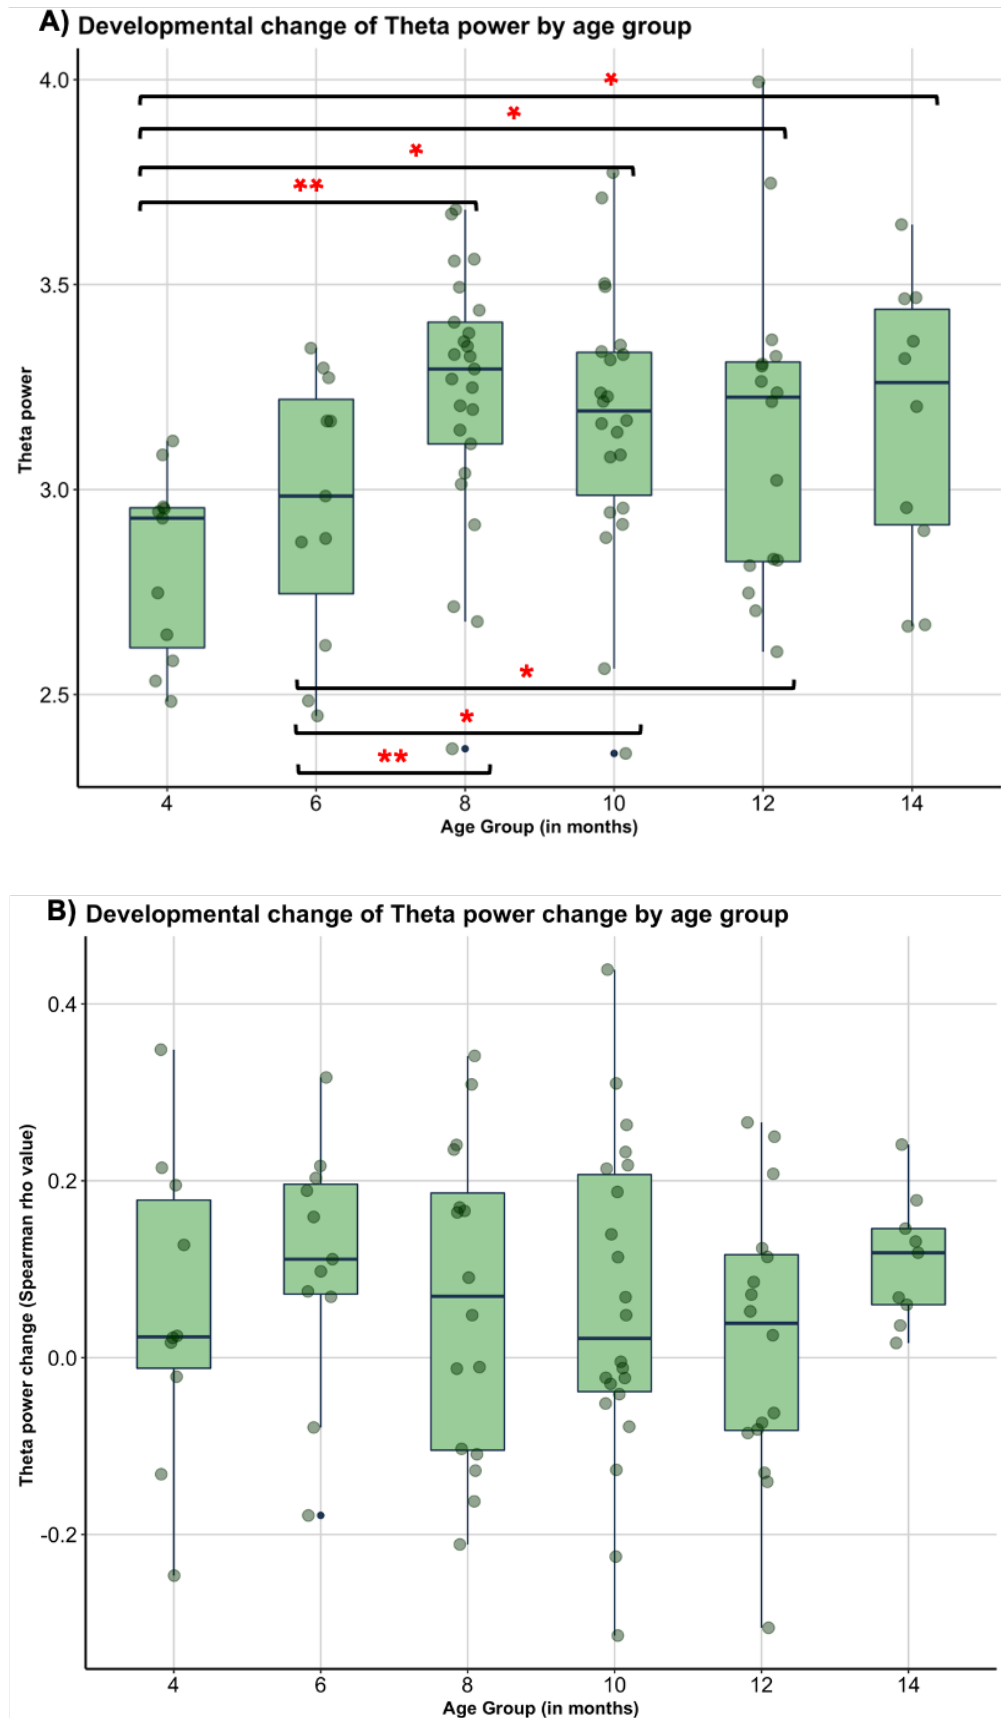 A) Developmental change of Theta power by age group
4.0
3.5
3.0
2.5
Theta power
*
*
*
**
*
*
**
4 6 8 10 12 14
Age Group (in months)
B) Developmental change of Theta power change by age group
0.4
0.2
0.0
-0.2
Theta power change (Spearman rho value)
4 6 8 10 12 14
Age Group (in months)